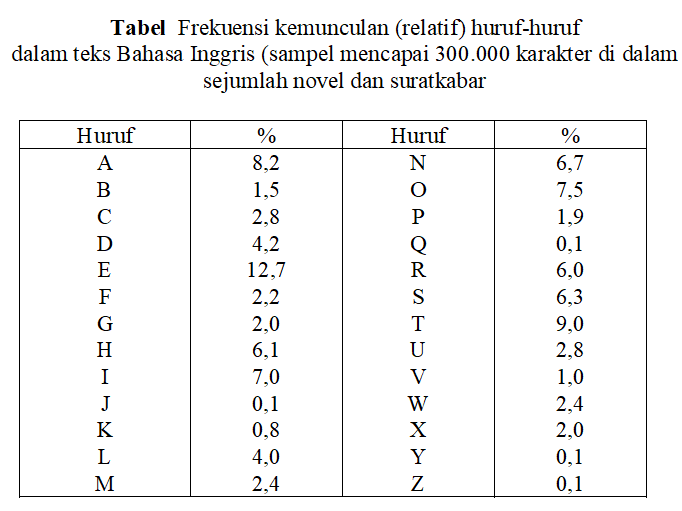 Tabel Frekuensi kemunculan (relatif) huruf-huruf
dalam teks Bahasa Inggris (sampel mencapai 300.000 karakter di dalam
sejumlah novel dan suratkabar
Huruf % Huruf %
A 8,2 N 6,7
B 1,5 O 7,5
C 2,8 P 1,9
D 4,2 Q 0,1
E 12,7 R 6,0
F 2,2 S 6,3
G 2,0 T 9,0
H 6,1 U 2,8
I 7,0 V 1,0
J 0,1 W 2,4
K 0,8 X 2,0
L 4,0 Y 0,1
M 2,4 Z 0,1